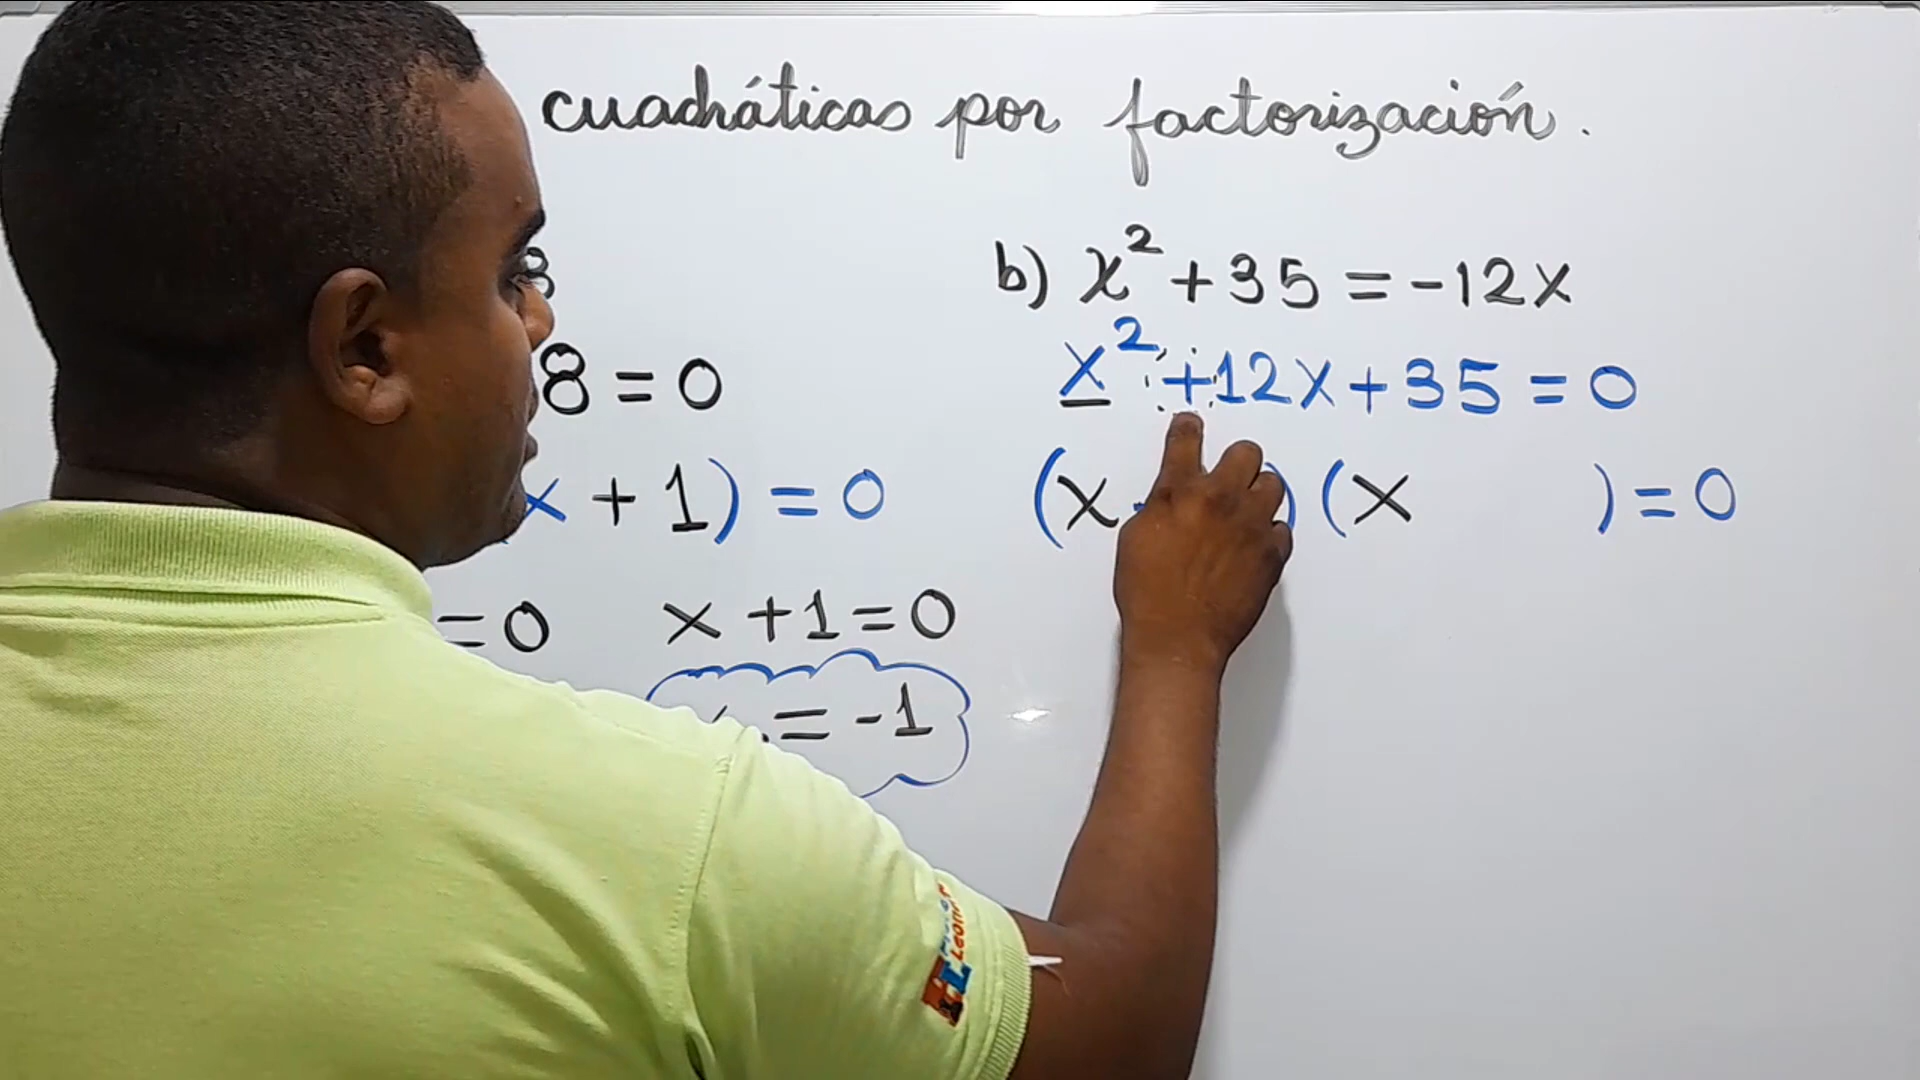 cuadráticas por factorización.
8
8 = 0
x + 1) = 0
= 0 x + 1 = 0
= -1
b) x² + 35 = -12x
x² + 12x + 35 = 0
(x ) (x ) = 0